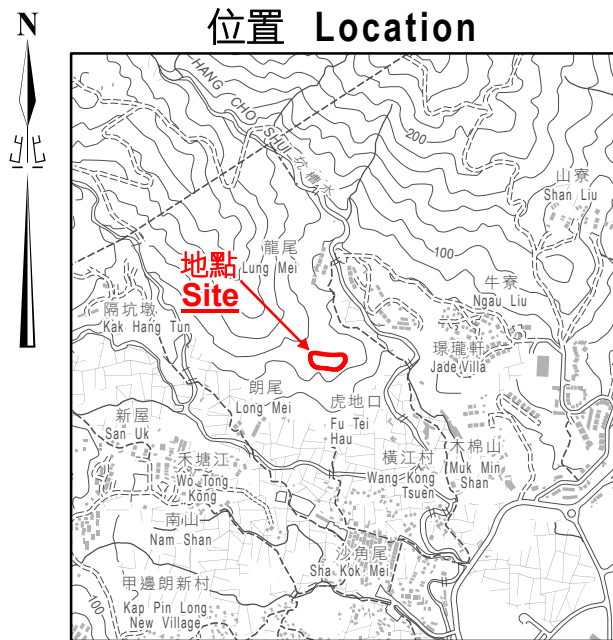 位置 Location
N
HANG CHO SHUI 坑槽水
200
山寮
Shan Liu
龍尾
Lung Mei
100
地點
Site
牛寮
Ngau Liu
隔坑墩
Kak Hang Tun
璟瓏軒
Jade Villa
朗尾
Long Mei
虎地口
Fu Tei
Hau
新屋
San Uk
木棉山
Muk Min
Shan
橫江村
Wang Kong
Tsuen
禾塘江
Wo Tong
Kong
南山
Nam Shan
沙角尾
Sha Kok Mei
甲邊朗新村
Kap Pin Long
New Village
100